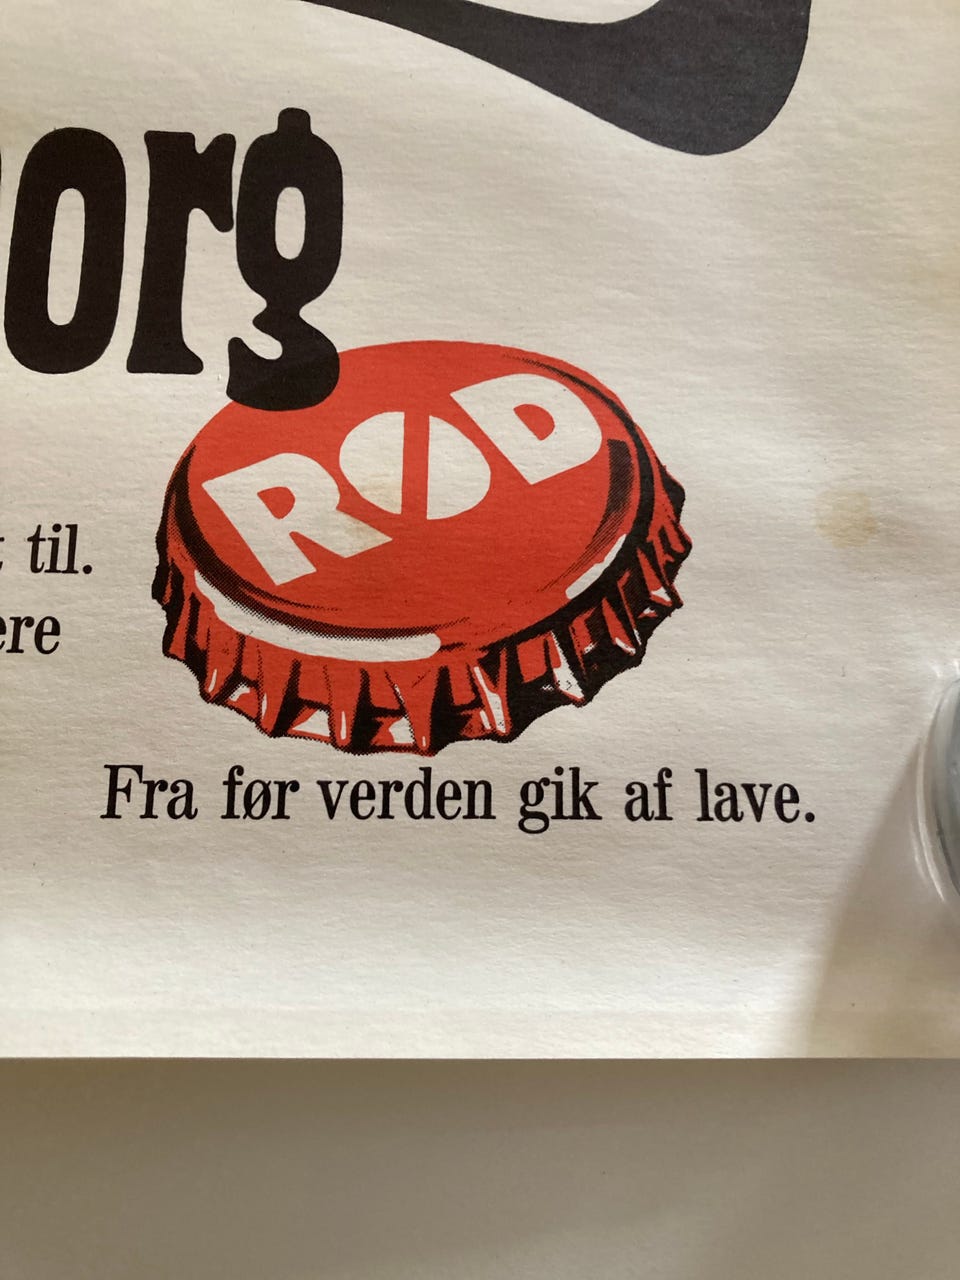 org
RØD
til.
ere
Fra før verden gik af lave.